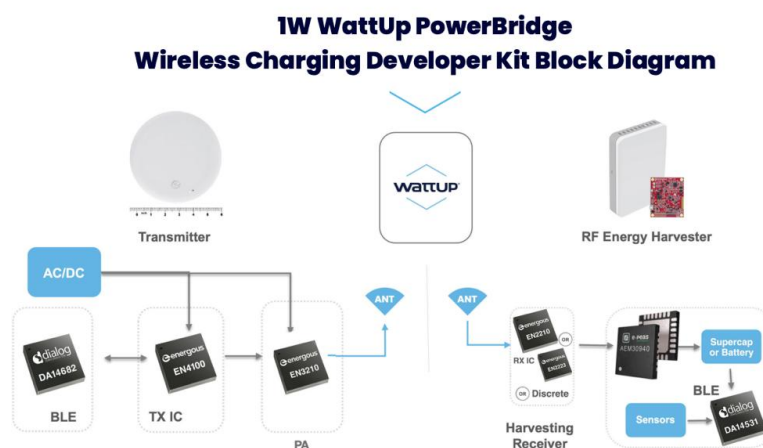 1W WattUp PowerBridge
Wireless Charging Developer Kit Block Diagram
WATTUP
Transmitter
RF Energy Harvester
AC/DC
ANT
ANT
dialog
DA14682
BLE
energous
EN4100
TX IC
energous
EN3210
PA
energous
EN2210
OR
RX IC
energous
EN2223
OR Discrete
Harvesting
Receiver
e-peas
AEM30940
Supercap
or Battery
BLE
Sensors
dialog
DA14531